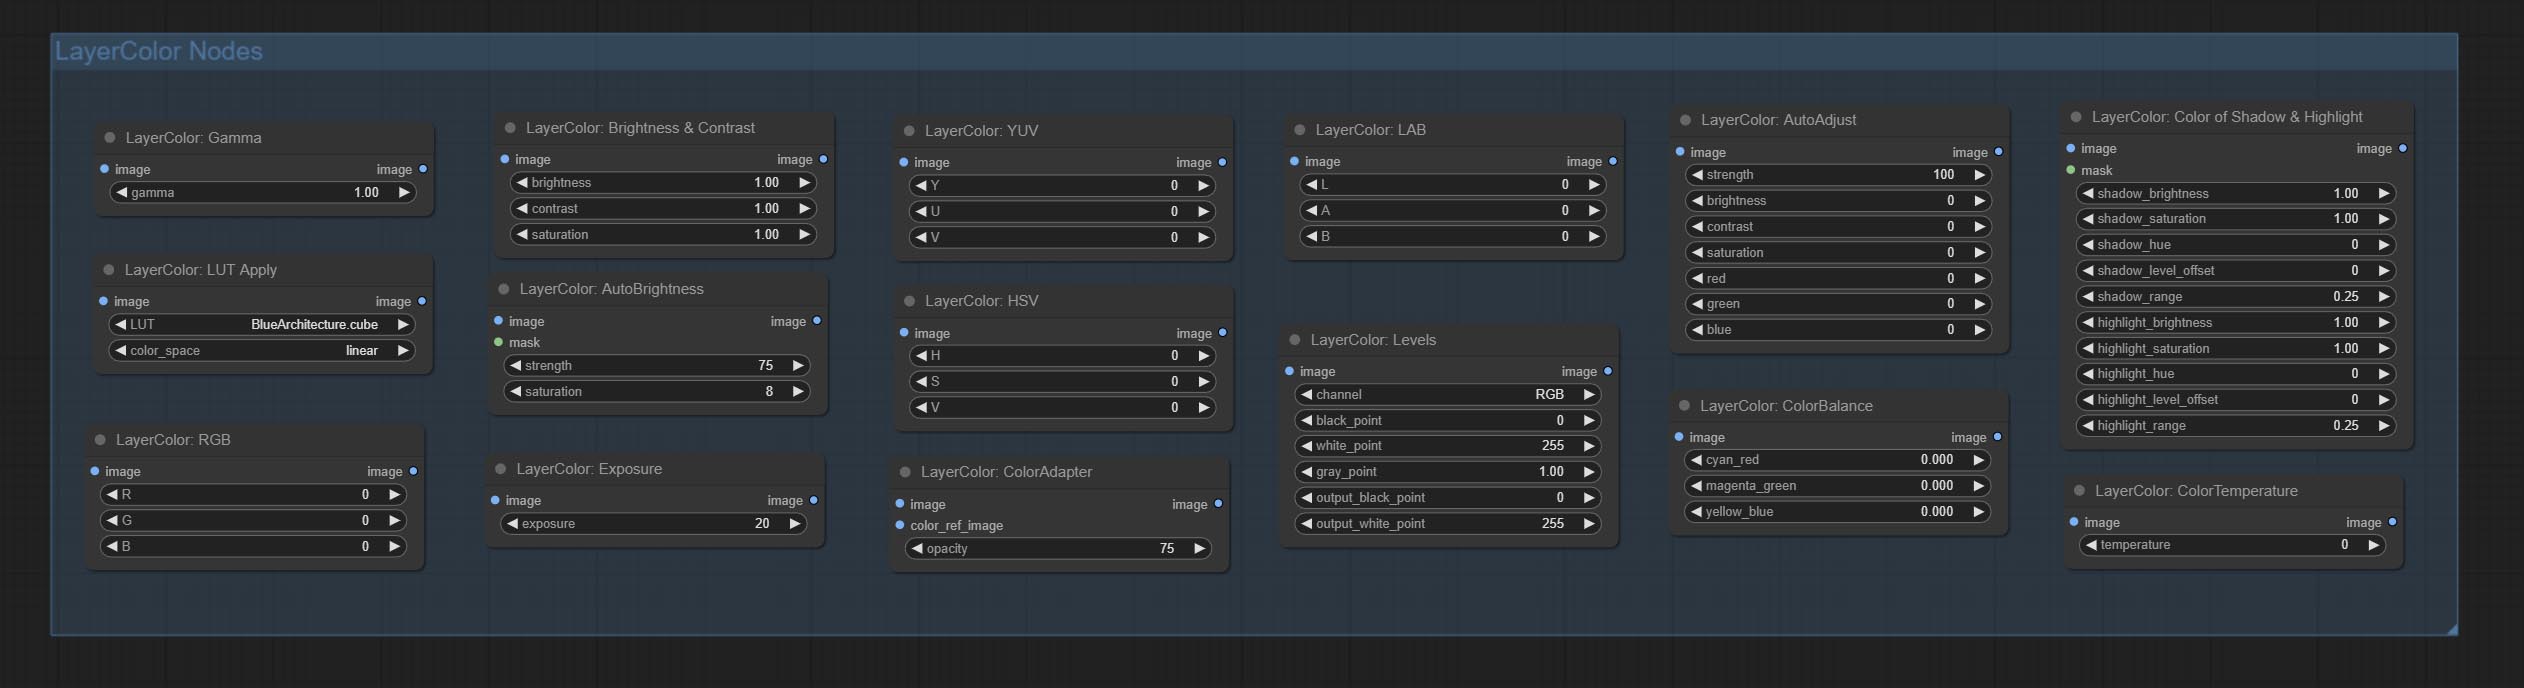 LayerColor Nodes
LayerColor: Gamma
image image
gamma 1.00
LayerColor: LUT Apply
image image
LUT BlueArchitecture.cube
color_space linear
LayerColor: RGB
image image
R 0
G 0
B 0
LayerColor: Brightness & Contrast
image image
brightness 1.00
contrast 1.00
saturation 1.00
LayerColor: AutoBrightness
image image
mask
strength 75
saturation 8
LayerColor: Exposure
image image
exposure 20
LayerColor: YUV
image image
Y 0
U 0
V 0
LayerColor: HSV
image image
H 0
S 0
V 0
LayerColor: ColorAdapter
image image
color_ref_image
opacity 75
LayerColor: LAB
image image
L 0
A 0
B 0
LayerColor: Levels
image image
channel RGB
black_point 0
white_point 255
gray_point 1.00
output_black_point 0
output_white_point 255
LayerColor: AutoAdjust
image image
strength 100
brightness 0
contrast 0
saturation 0
red 0
green 0
blue 0
LayerColor: ColorBalance
image image
cyan_red 0.000
magenta_green 0.000
yellow_blue 0.000
LayerColor: Color of Shadow & Highlight
image image
mask
shadow_brightness 1.00
shadow_saturation 1.00
shadow_hue 0
shadow_level_offset 0
shadow_range 0.25
highlight_brightness 1.00
highlight_saturation 1.00
highlight_hue 0
highlight_level_offset 0
highlight_range 0.25
LayerColor: ColorTemperature
image image
temperature 0